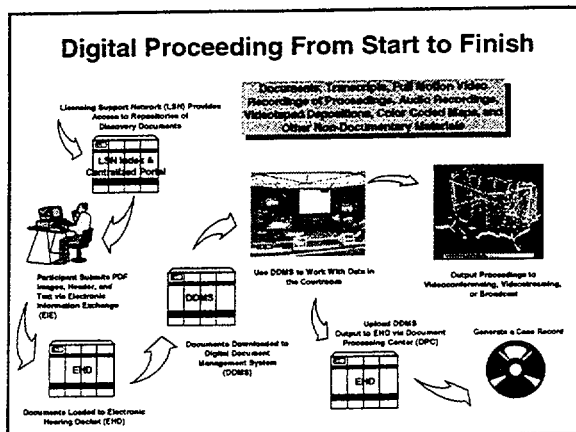 Digital Proceeding From Start to Finish
Documents, Transcripts, Full Motion Video
Recordings of Proceedings, Audio Recordings,
Videotaped Depositions, Color Coded Maps, and
Other Non-Documentary Materials
Licensing Support Network (LSN) Provides
Access to Repositories of
Discovery Documents
LSN Index &
Centralized Portal
Participant Submits PDF
Images, Header, and
Text via Electronic
Information Exchange (EIE)
EHD
Documents Loaded to Electronic
Hearing Docket (EHD)
DDMS
Documents Downloaded to
Digital Document
Management System
(DDMS)
Use DDMS to Work With Data in
the Courtroom
Output Proceedings to
Videoconferencing, Videostreaming,
or Broadcast
Upload DDMS
Output to EHD via Document
Processing Center (DPC)
EHD
Generate a Case Record